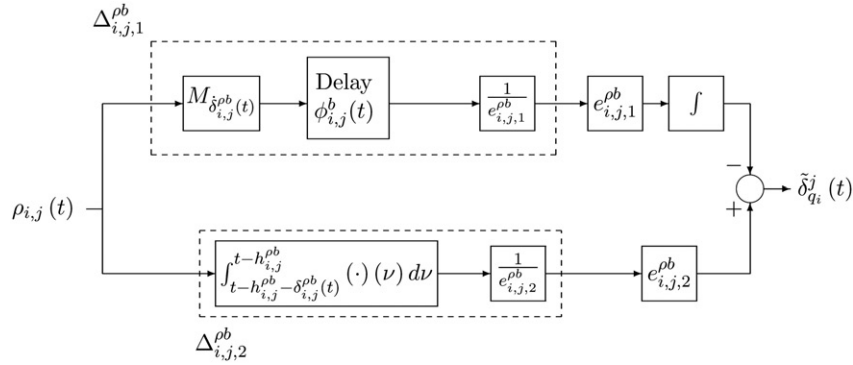 Δ^{ρb}_{i,j,1}
M_{δ̇^{ρb}_{i,j}(t)}
Delay
φ^b_{i,j}(t)
1/e^{ρb}_{i,j,1}
e^{ρb}_{i,j,1}
∫
−
ρ_{i,j}(t)
δ̃^j_{q_i}(t)
+
∫_{t−h^{ρb}_{i,j}−δ^{ρb}_{i,j}(t)}^{t−h^{ρb}_{i,j}} (·)(ν) dν
1/e^{ρb}_{i,j,2}
e^{ρb}_{i,j,2}
Δ^{ρb}_{i,j,2}